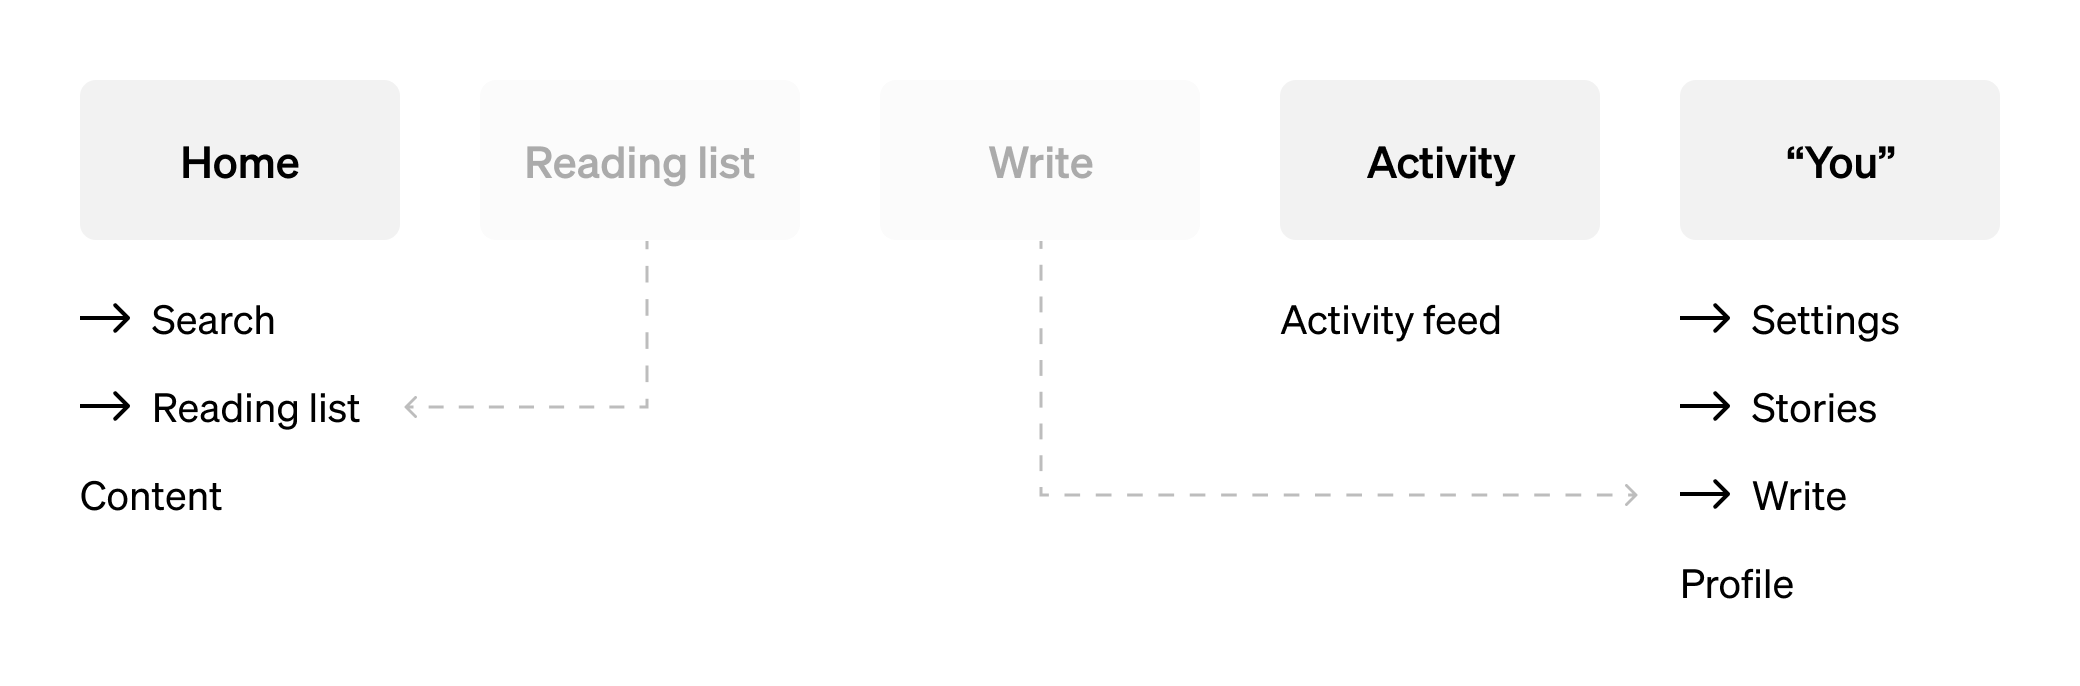 Home
Reading list
Write
Activity
“You”
Search
Reading list
Content
Activity feed
Settings
Stories
Write
Profile